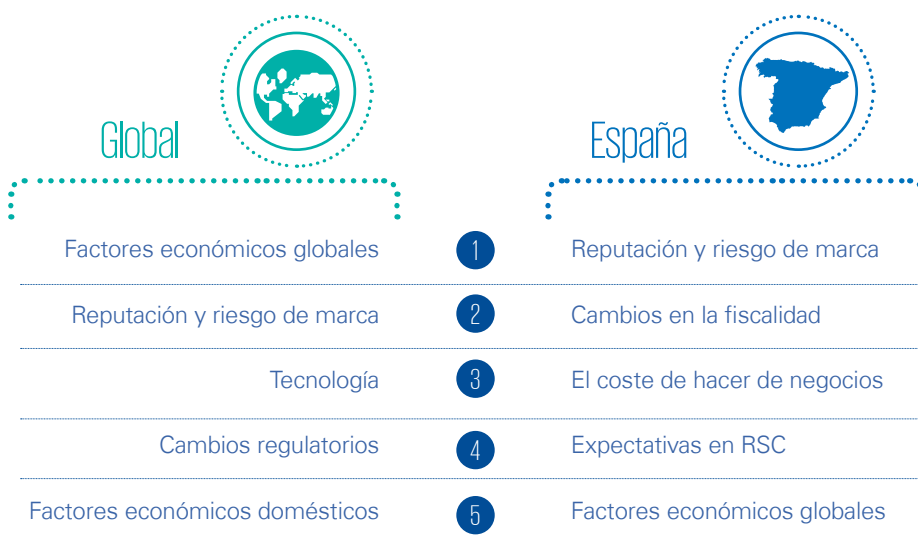 Global
España
Factores económicos globales 1 Reputación y riesgo de marca
Reputación y riesgo de marca 2 Cambios en la fiscalidad
Tecnología 3 El coste de hacer de negocios
Cambios regulatorios 4 Expectativas en RSC
Factores económicos domésticos 5 Factores económicos globales